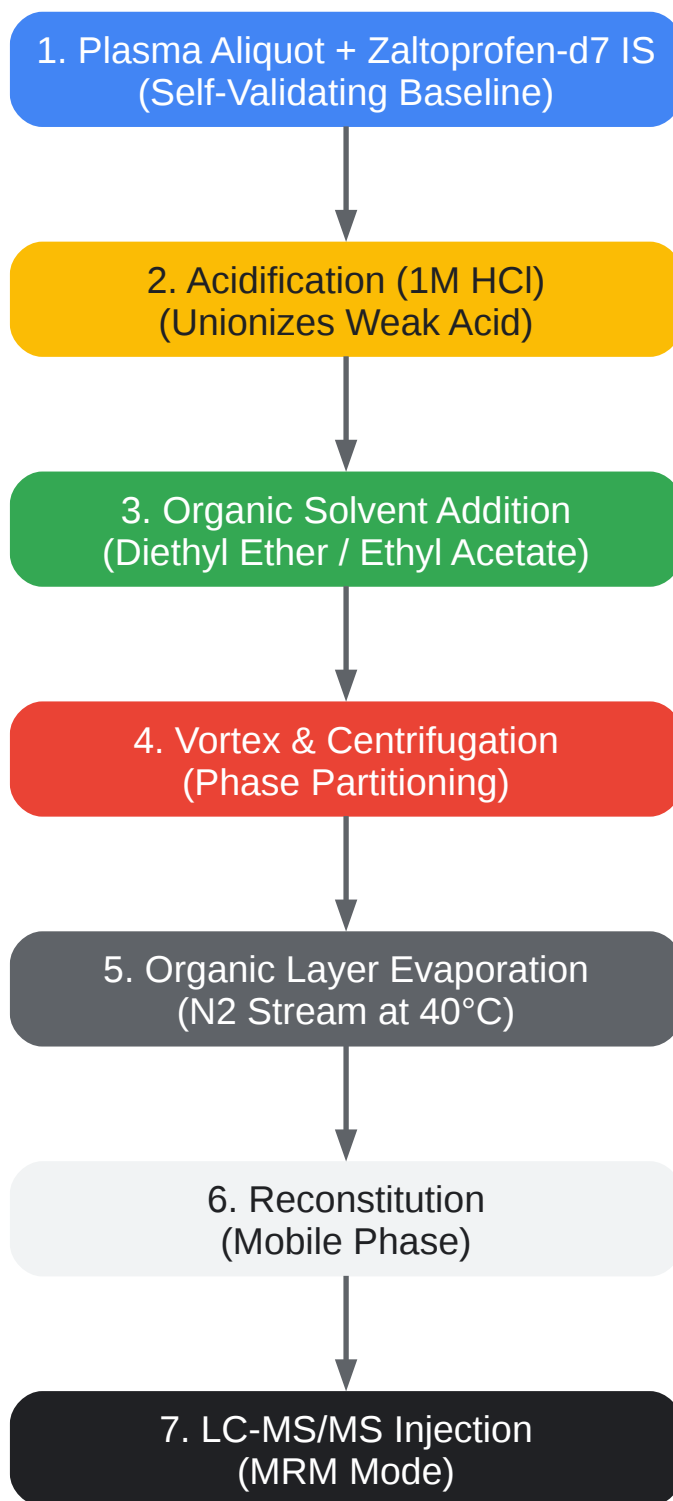 1. Plasma Aliquot + Zaltoprofen-d7 IS
(Self-Validating Baseline)
2. Acidification (1M HCl)
(Unionizes Weak Acid)
3. Organic Solvent Addition
(Diethyl Ether / Ethyl Acetate)
4. Vortex & Centrifugation
(Phase Partitioning)
5. Organic Layer Evaporation
(N2 Stream at 40°C)
6. Reconstitution
(Mobile Phase)
7. LC-MS/MS Injection
(MRM Mode)